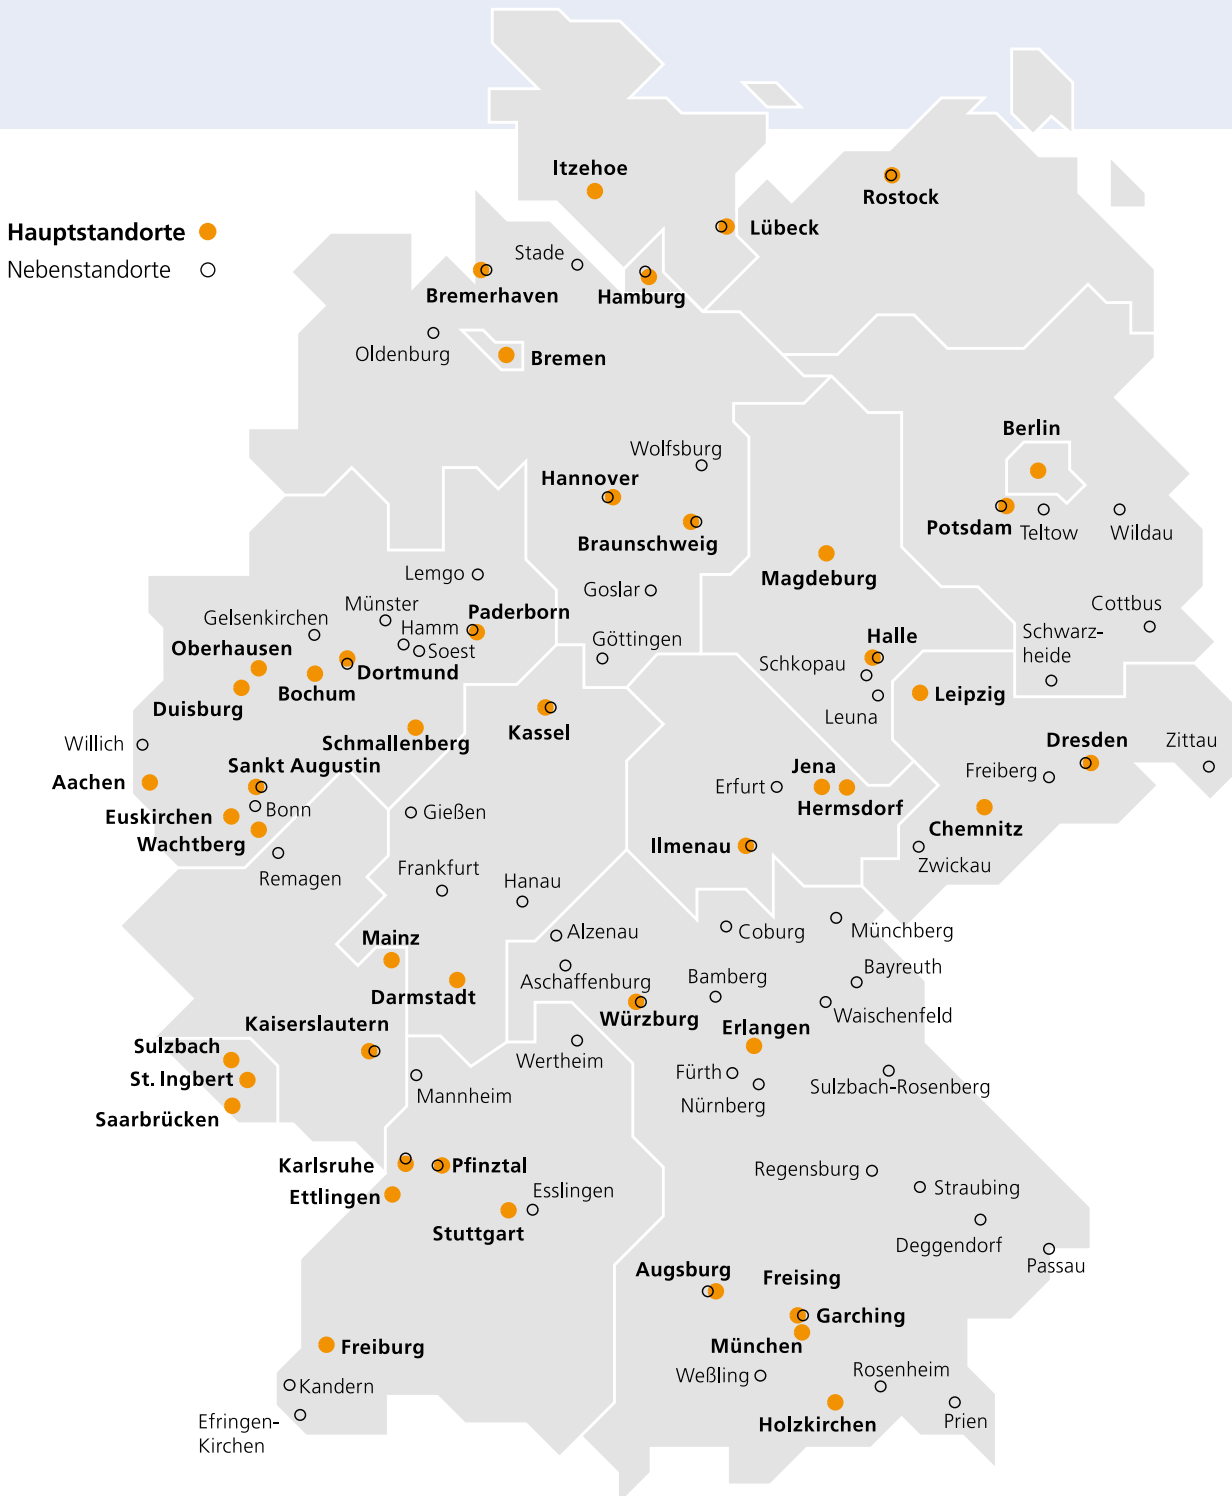 Itzehoe
Rostock
Lübeck
Hauptstandorte
Nebenstandorte
Stade
Bremerhaven
Hamburg
Oldenburg
Bremen
Berlin
Wolfsburg
Hannover
Potsdam
Teltow
Wildau
Braunschweig
Magdeburg
Lemgo
Goslar
Münster
Paderborn
Cottbus
Gelsenkirchen
Hamm
Göttingen
Halle
Schwarz-
heide
Oberhausen
Soest
Dortmund
Schkopau
Bochum
Leipzig
Duisburg
Leuna
Kassel
Willich
Schmallenberg
Dresden
Zittau
Sankt Augustin
Jena
Freiberg
Aachen
Erfurt
Bonn
Hermsdorf
Euskirchen
Gießen
Chemnitz
Wachtberg
Ilmenau
Zwickau
Remagen
Frankfurt
Hanau
Mainz
Alzenau
Coburg
Münchberg
Bayreuth
Aschaffenburg
Bamberg
Darmstadt
Würzburg
Waischenfeld
Kaiserslautern
Erlangen
Sulzbach
Wertheim
St. Ingbert
Fürth
Sulzbach-Rosenberg
Mannheim
Nürnberg
Saarbrücken
Karlsruhe
Pfinztal
Regensburg
Ettlingen
Esslingen
Straubing
Stuttgart
Deggendorf
Passau
Augsburg
Freising
Garching
Freiburg
München
Weßling
Rosenheim
Kandern
Efringen-
Kirchen
Holzkirchen
Prien